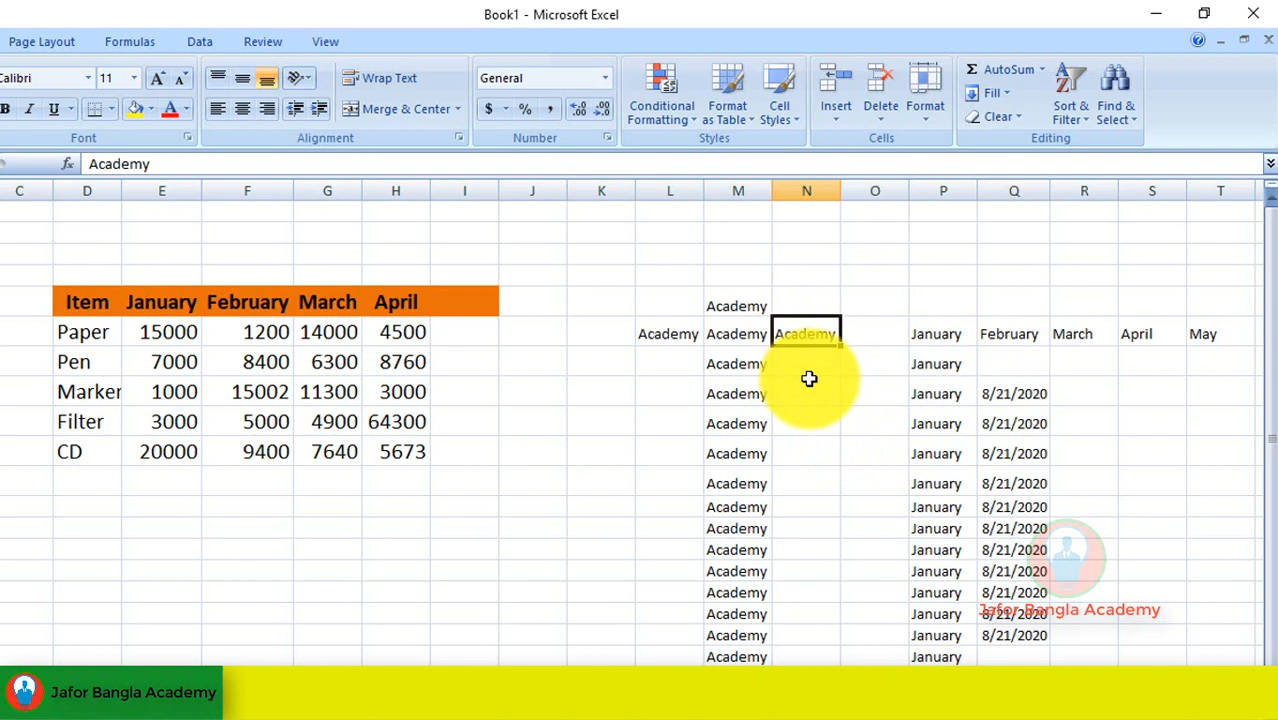 Book1 - Microsoft Excel
Page Layout Formulas Data Review View
Calibri 11 A A Wrap Text General AutoSum
Conditional Formatting Format as Table Cell Styles Insert Delete Format Fill Sort & Filter Find & Select
B I U A Merge & Center $ % , Clear
Font Alignment Number Styles Cells Editing
fx Academy
C D E F G H I J K L M N O P Q R S T
Item January February March April
Academy
Paper 15000 1200 14000 4500 Academy Academy Academy January February March April May
Pen 7000 8400 6300 8760 Academy January
Marker 1000 15002 11300 3000 Academy January 8/21/2020
Filter 3000 5000 4900 64300 Academy January 8/21/2020
CD 20000 9400 7640 5673 Academy January 8/21/2020
Academy January 8/21/2020
Academy January 8/21/2020
Academy January 8/21/2020
Academy January 8/21/2020
Academy January 8/21/2020
Academy January 8/21/2020
Academy January 8/21/2020
Jafor Bangla Academy
Academy January 8/21/2020
Academy January
Jafor Bangla Academy